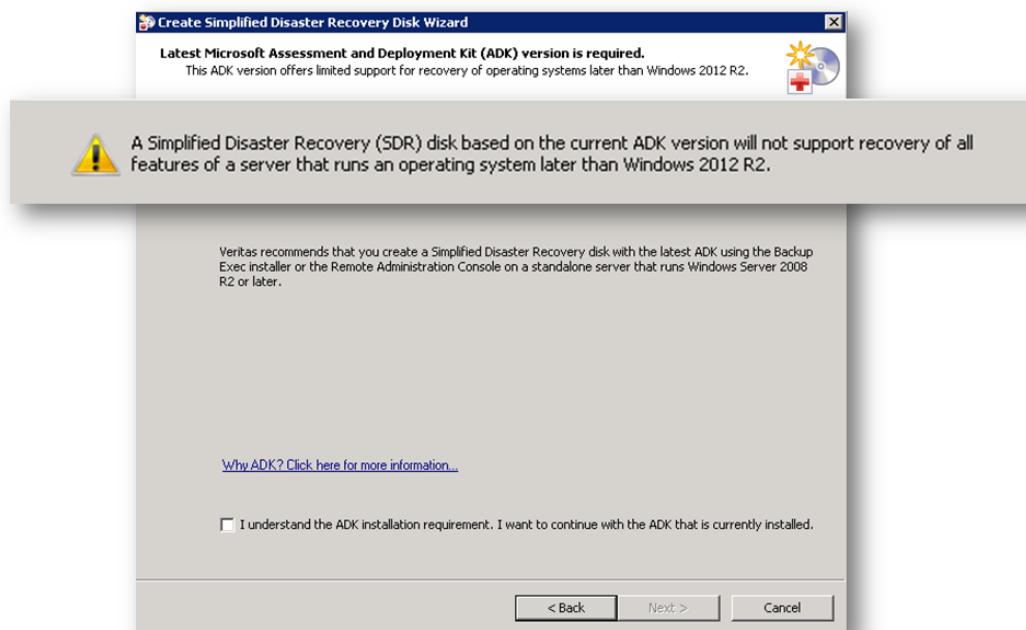 Create Simplified Disaster Recovery Disk Wizard
Latest Microsoft Assessment and Deployment Kit (ADK) version is required.
This ADK version offers limited support for recovery of operating systems later than Windows 2012 R2.
A Simplified Disaster Recovery (SDR) disk based on the current ADK version will not support recovery of all
features of a server that runs an operating system later than Windows 2012 R2.
Veritas recommends that you create a Simplified Disaster Recovery disk with the latest ADK using the Backup
Exec installer or the Remote Administration Console on a standalone server that runs Windows Server 2008
R2 or later.
Why ADK? Click here for more information...
I understand the ADK installation requirement. I want to continue with the ADK that is currently installed.
< Back Next > Cancel